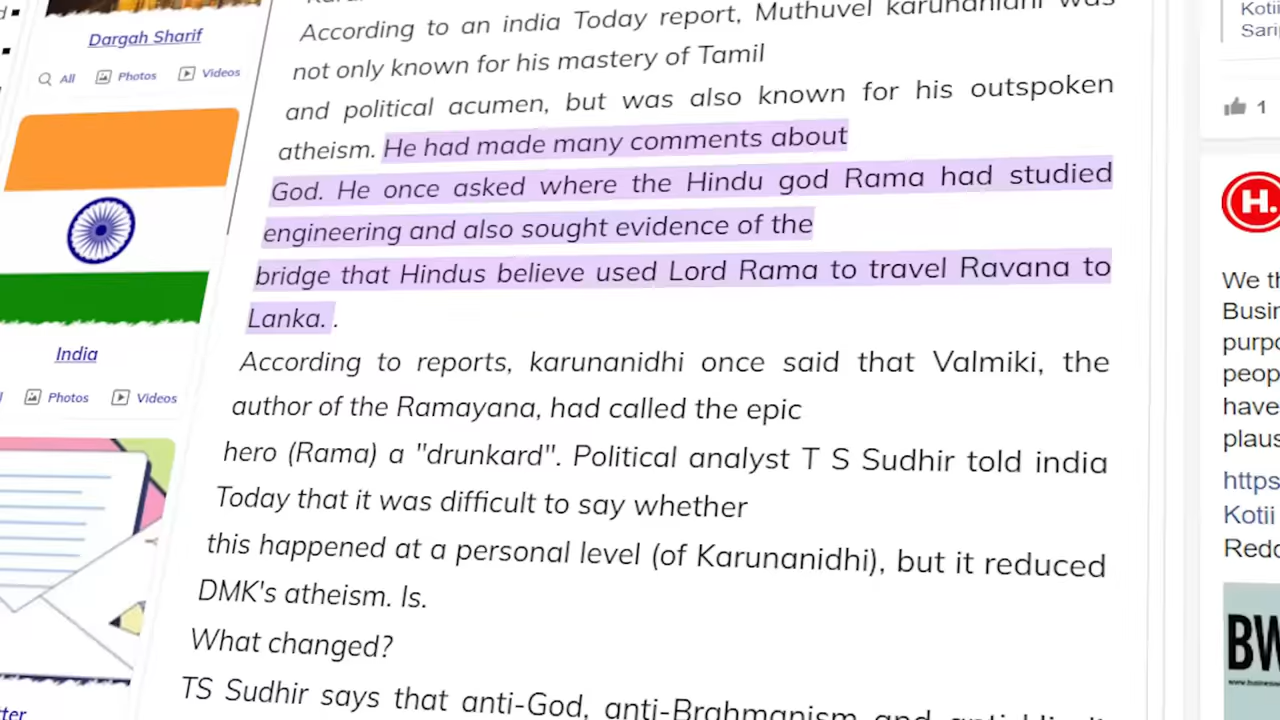 Dargah Sharif
All Photos Videos
India
Photos Videos
According to an india Today report, Muthuvel karunanidhi was
not only known for his mastery of Tamil
and political acumen, but was also known for his outspoken
atheism. He had made many comments about
God. He once asked where the Hindu god Rama had studied
engineering and also sought evidence of the
bridge that Hindus believe used Lord Rama to travel Ravana to
Lanka. .
According to reports, karunanidhi once said that Valmiki, the
author of the Ramayana, had called the epic
hero (Rama) a "drunkard". Political analyst T S Sudhir told india
Today that it was difficult to say whether
this happened at a personal level (of Karunanidhi), but it reduced
DMK's atheism. Is.
What changed?
TS Sudhir says that anti-God, anti-Brahmanism and
Kotii
1
H.
We
Busin
purpo
peop
have
plaus
https
Kotii
BW